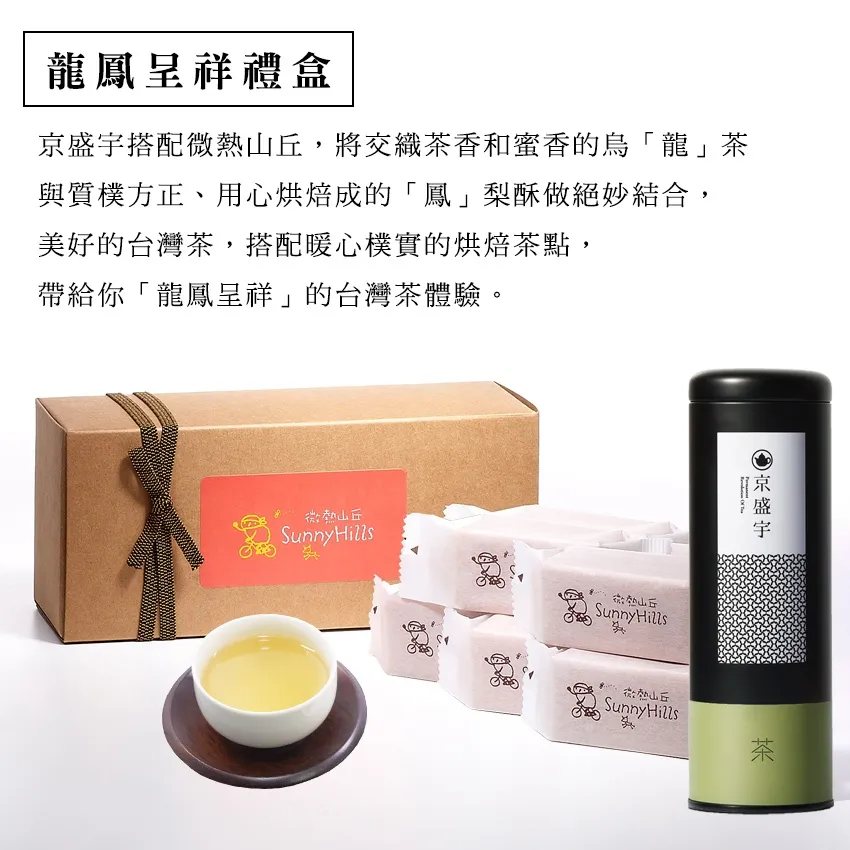 龍鳳呈祥禮盒
京盛宇搭配微熱山丘，將交織茶香和蜜香的烏「龍」茶
與質樸方正、用心烘焙成的「鳳」梨酥做絕妙結合，
美好的台灣茶，搭配暖心樸實的烘焙茶點，
帶給你「龍鳳呈祥」的台灣茶體驗。
微熱山丘
SunnyHills
微熱山丘
SunnyHills
微熱山丘
SunnyHills
京盛宇
Permanent
Revolution Of Tea
茶